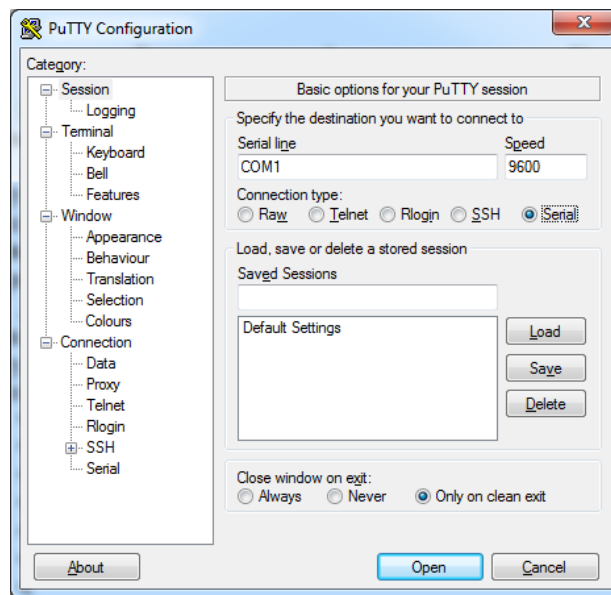 PuTTY Configuration
Category:
Session
Logging
Terminal
Keyboard
Bell
Features
Window
Appearance
Behaviour
Translation
Selection
Colours
Connection
Data
Proxy
Telnet
Rlogin
SSH
Serial
Basic options for your PuTTY session
Specify the destination you want to connect to
Serial line Speed
COM1 9600
Connection type:
Raw Telnet Rlogin SSH Serial
Load, save or delete a stored session
Saved Sessions
Default Settings
Load
Save
Delete
Close window on exit:
Always Never Only on clean exit
About Open Cancel